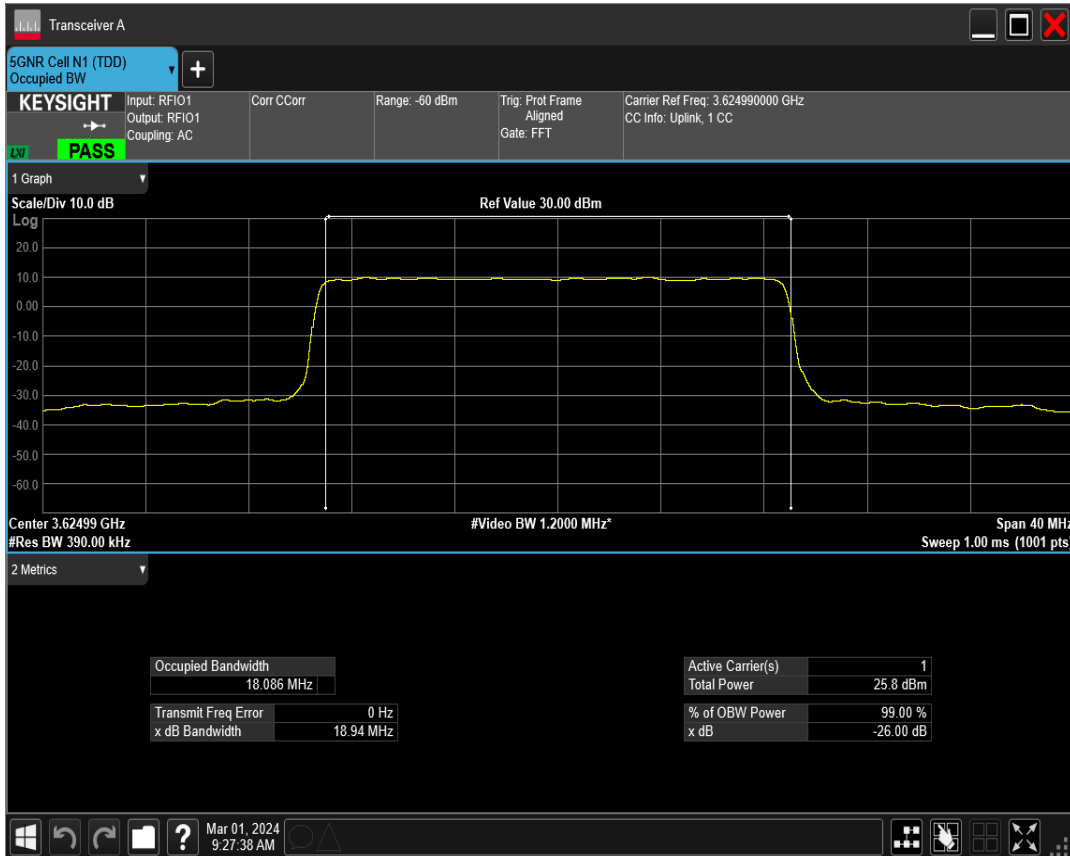 Transceiver A
5GNR Cell N1 (TDD)
Occupied BW
+
KEYSIGHT
LXI
PASS
Input: RFIO1
Output: RFIO1
Coupling: AC
Corr CCorr
Range: -60 dBm
Trig: Prot Frame
Aligned
Gate: FFT
Carrier Ref Freq: 3.624990000 GHz
CC Info: Uplink, 1 CC
1 Graph
Scale/Div 10.0 dB
Ref Value 30.00 dBm
Log
20.0
10.0
0.00
-10.0
-20.0
-30.0
-40.0
-50.0
-60.0
Center 3.62499 GHz
#Video BW 1.2000 MHz*
Span 40 MHz
#Res BW 390.00 kHz
Sweep 1.00 ms (1001 pts)
2 Metrics
Occupied Bandwidth
18.086 MHz
Transmit Freq Error 0 Hz
x dB Bandwidth 18.94 MHz
Active Carrier(s) 1
Total Power 25.8 dBm
% of OBW Power 99.00 %
x dB -26.00 dB
?
Mar 01, 2024
9:27:38 AM